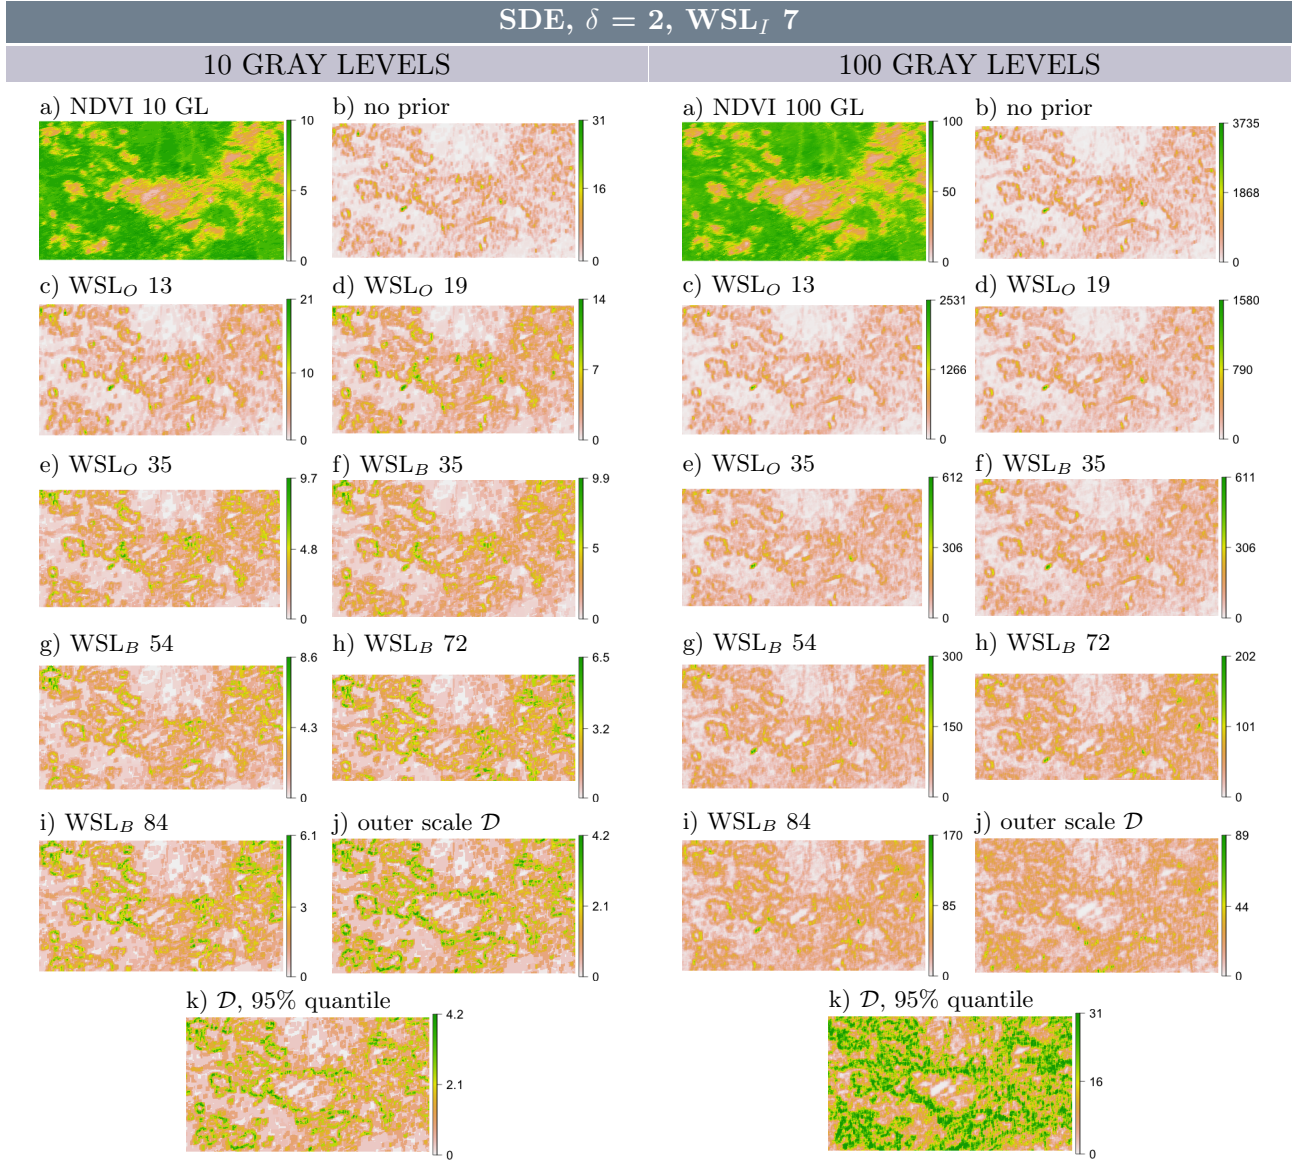 SDE, δ = 2, WSL_I 7
10 GRAY LEVELS
100 GRAY LEVELS
a) NDVI 10 GL
10
5
0
b) no prior
31
16
0
a) NDVI 100 GL
100
50
0
b) no prior
3735
1868
0
c) WSL_O 13
21
10
0
d) WSL_O 19
14
7
0
c) WSL_O 13
2531
1266
0
d) WSL_O 19
1580
790
0
e) WSL_O 35
9.7
4.8
0
f) WSL_B 35
9.9
5
0
e) WSL_O 35
612
306
0
f) WSL_B 35
611
306
0
g) WSL_B 54
8.6
4.3
0
h) WSL_B 72
6.5
3.2
0
g) WSL_B 54
300
150
0
h) WSL_B 72
202
101
0
i) WSL_B 84
6.1
3
0
j) outer scale 𝒟
4.2
2.1
0
i) WSL_B 84
170
85
0
j) outer scale 𝒟
89
44
0
k) 𝒟, 95% quantile
4.2
2.1
0
k) 𝒟, 95% quantile
31
16
0